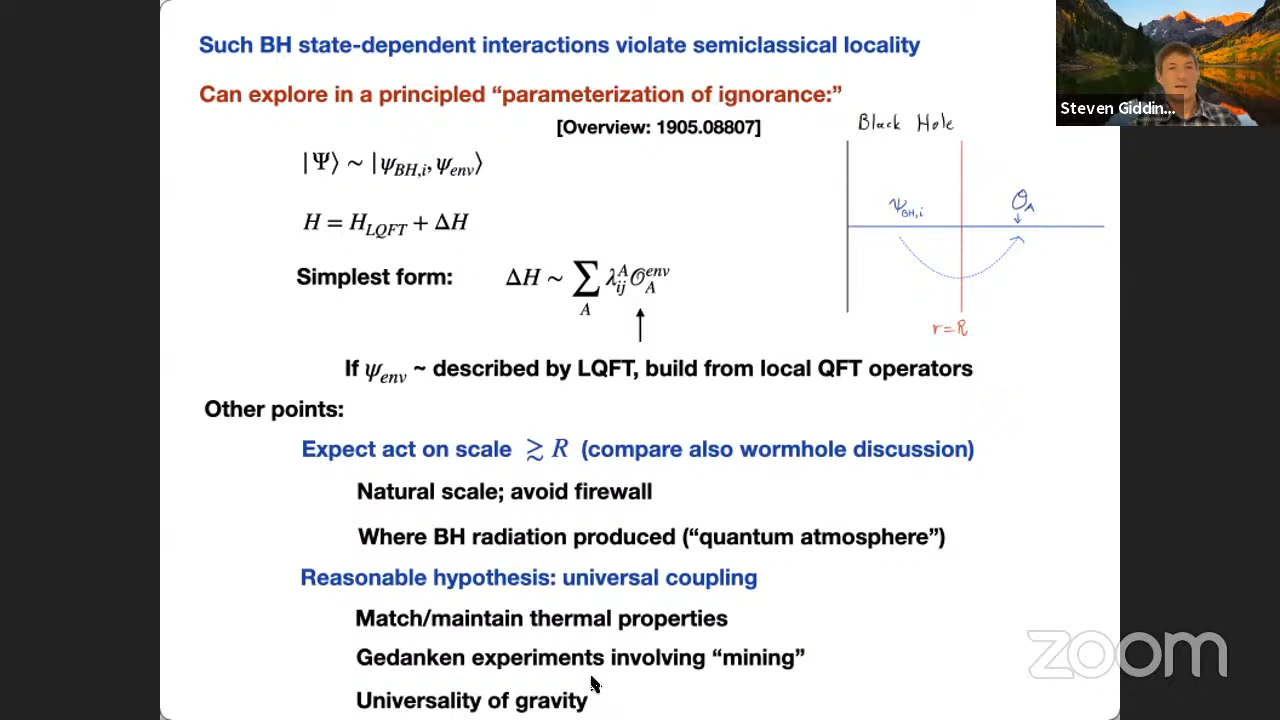 Such BH state-dependent interactions violate semiclassical locality
Steven Giddin...
Can explore in a principled “parameterization of ignorance:”
[Overview: 1905.08807]
Black Hole
|Ψ⟩ ~ |ψ_{BH,i}, ψ_{env}⟩
ψ_{BH,i}
𝒪_A
H = H_{LQFT} + ΔH
Simplest form: ΔH ~ ∑_A λ^A_{ij} 𝒪^{env}_A
r=R
If ψ_{env} ~ described by LQFT, build from local QFT operators
Other points:
Expect act on scale ≳ R (compare also wormhole discussion)
Natural scale; avoid firewall
Where BH radiation produced (“quantum atmosphere”)
Reasonable hypothesis: universal coupling
Match/maintain thermal properties
Gedanken experiments involving “mining”
Universality of gravity
zoom